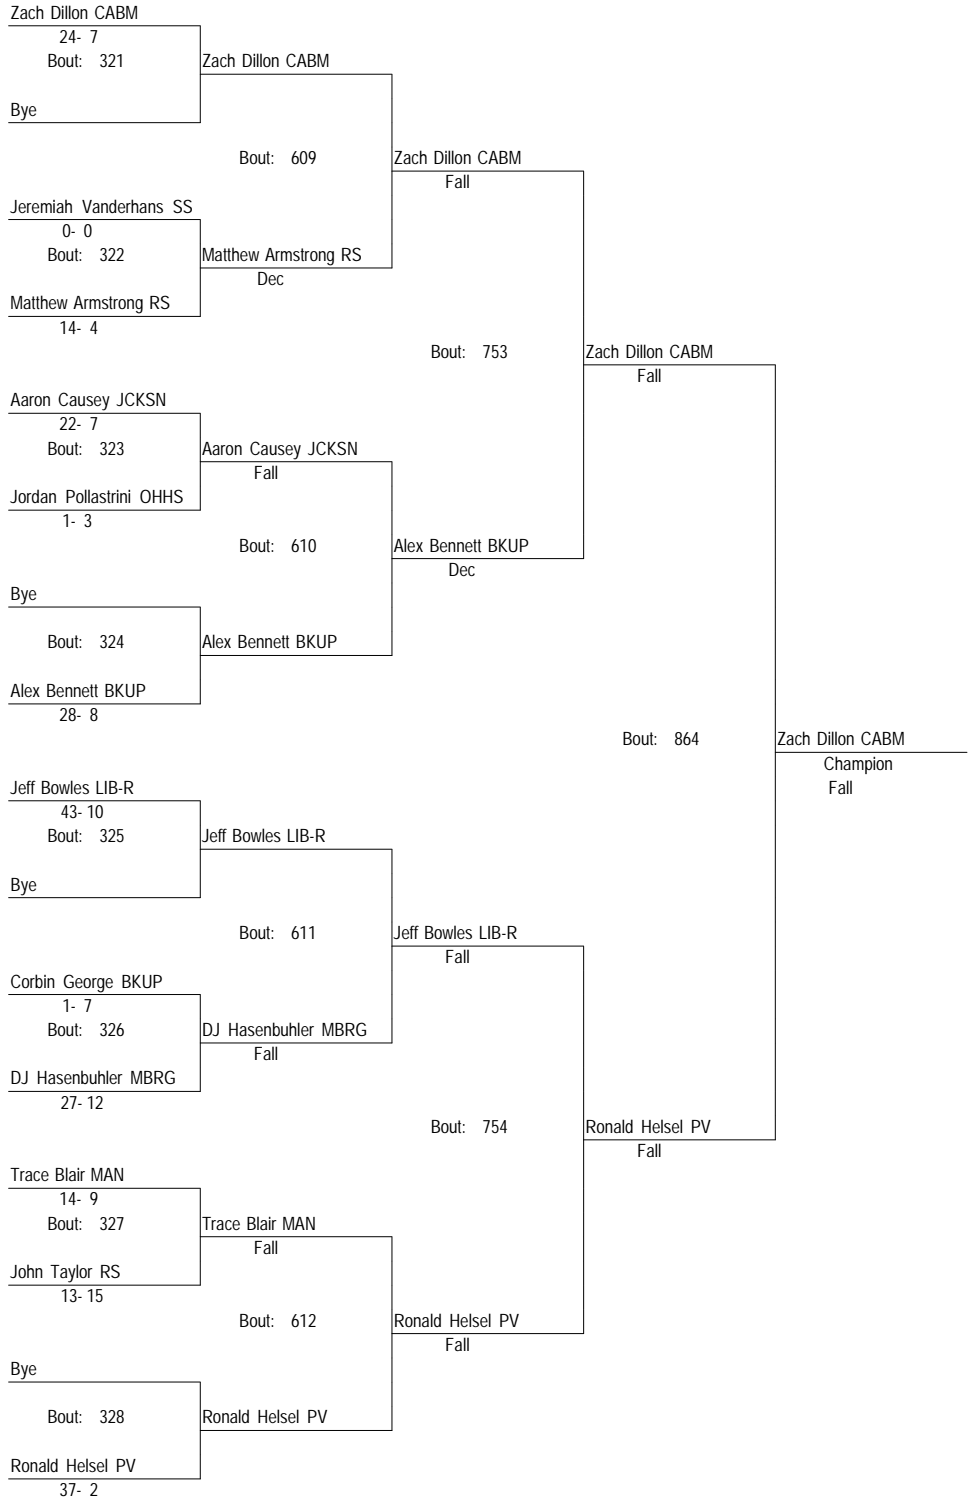 Zach Dillon CABM
24- 7
Bout: 321
Zach Dillon CABM
Bye
Bout: 609
Zach Dillon CABM
Fall
Jeremiah Vanderhans SS
0- 0
Bout: 322
Matthew Armstrong RS
Dec
Matthew Armstrong RS
14- 4
Bout: 753
Zach Dillon CABM
Fall
Aaron Causey JCKSN
22- 7
Bout: 323
Aaron Causey JCKSN
Fall
Jordan Pollastrini OHHS
1- 3
Bout: 610
Alex Bennett BKUP
Dec
Bye
Bout: 324
Alex Bennett BKUP
Alex Bennett BKUP
28- 8
Bout: 864
Zach Dillon CABM
Champion
Fall
Jeff Bowles LIB-R
43- 10
Bout: 325
Jeff Bowles LIB-R
Bye
Bout: 611
Jeff Bowles LIB-R
Fall
Corbin George BKUP
1- 7
Bout: 326
DJ Hasenbuhler MBRG
Fall
DJ Hasenbuhler MBRG
27- 12
Bout: 754
Ronald Helsel PV
Fall
Trace Blair MAN
14- 9
Bout: 327
Trace Blair MAN
Fall
John Taylor RS
13- 15
Bout: 612
Ronald Helsel PV
Fall
Bye
Bout: 328
Ronald Helsel PV
Ronald Helsel PV
37- 2